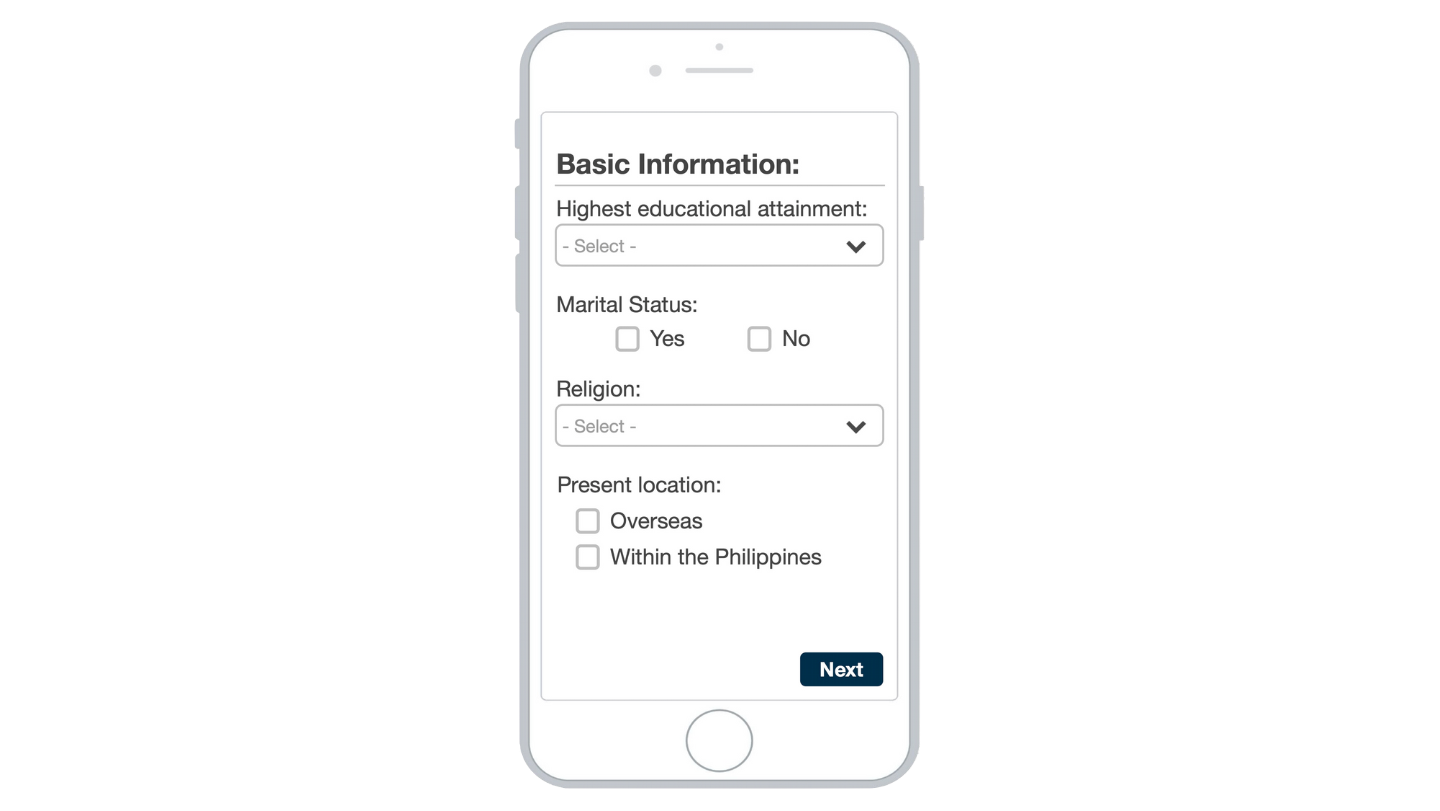 Basic Information:
Highest educational attainment:
- Select -
Marital Status:
Yes No
Religion:
- Select -
Present location:
Overseas
Within the Philippines
Next